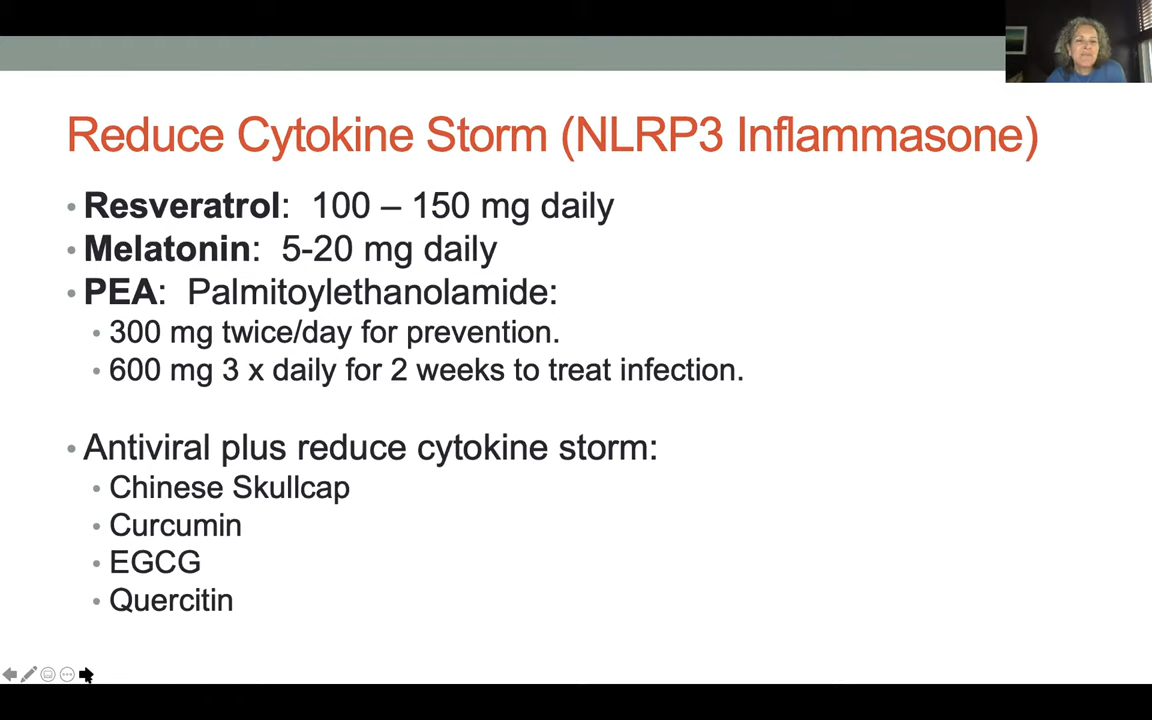 Reduce Cytokine Storm (NLRP3 Inflammasone)
• Resveratrol: 100 – 150 mg daily
• Melatonin: 5-20 mg daily
• PEA: Palmitoylethanolamide:
• 300 mg twice/day for prevention.
• 600 mg 3 x daily for 2 weeks to treat infection.
• Antiviral plus reduce cytokine storm:
• Chinese Skullcap
• Curcumin
• EGCG
• Quercitin